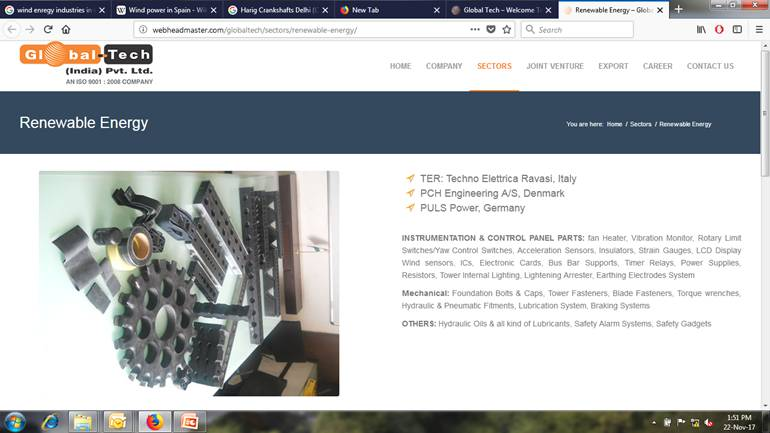 wind enregy industries in
Wind power in Spain - Wi
Harig Crankshafts Delhi (D
New Tab
Global Tech – Welcome T
Renewable Energy – Globa
webheadmaster.com/globaltech/sectors/renewable-energy/
Search
Global-Tech
(India) Pvt. Ltd.
AN ISO 9001 : 2008 COMPANY
HOME COMPANY SECTORS JOINT VENTURE EXPORT CAREER CONTACT US
Renewable Energy
You are here: Home / Sectors / Renewable Energy
TER: Techno Elettrica Ravasi, Italy
PCH Engineering A/S, Denmark
PULS Power, Germany
INSTRUMENTATION & CONTROL PANEL PARTS: fan Heater, Vibration Monitor, Rotary Limit
Switches/Yaw Control Switches, Acceleration Sensors, Insulators, Strain Gauges, LCD Display
Wind sensors, ICs, Electronic Cards, Bus Bar Supports, Timer Relays, Power Supplies,
Resistors, Tower Internal Lighting, Lightening Arrester, Earthing Electrodes System
Mechanical: Foundation Bolts & Caps, Tower Fasteners, Blade Fasteners, Torque wrenches,
Hydraulic & Pneumatic Fitments, Lubrication System, Braking Systems
OTHERS: Hydraulic Oils & all kind of Lubricants, Safety Alarm Systems, Safety Gadgets
1:51 PM
22-Nov-17